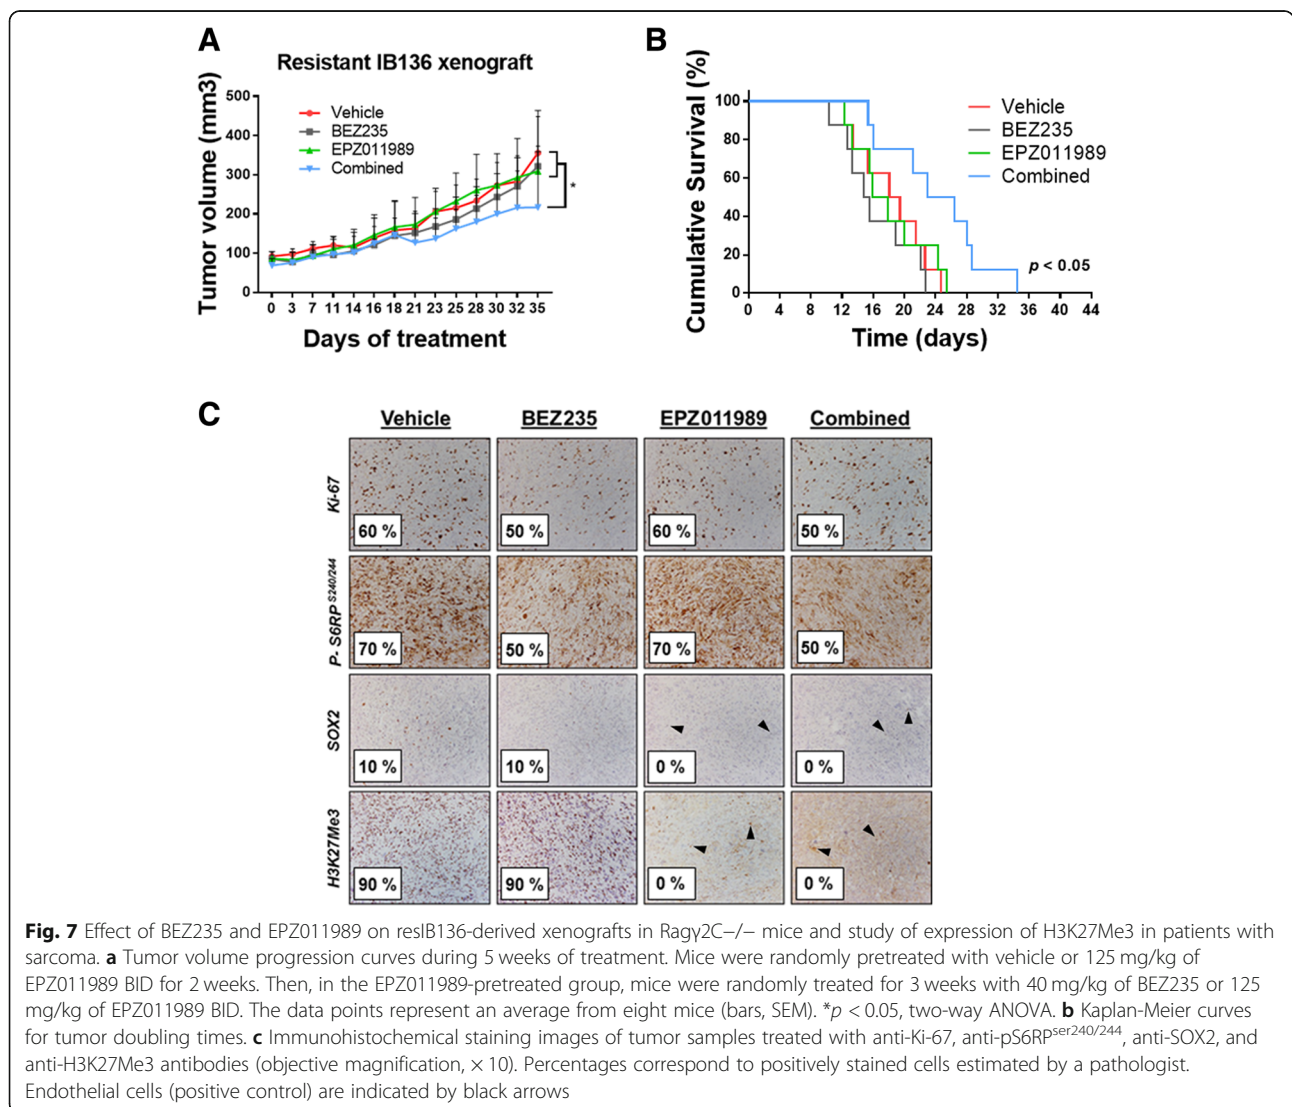 A
Resistant IB136 xenograft
Tumor volume (mm3)
500
400
300
200
100
0
Vehicle
BEZ235
EPZ011989
Combined
*
0 3 7 11 14 16 18 21 23 25 28 30 32 35
Days of treatment
B
Cumulative Survival (%)
100
80
60
40
20
0
Vehicle
BEZ235
EPZ011989
Combined
p < 0.05
0 4 8 12 16 20 24 28 32 36 40 44
Time (days)
C
Vehicle BEZ235 EPZ011989 Combined
Ki-67
60 % 50 % 60 % 50 %
P- S6RP S240/244
70 % 50 % 70 % 50 %
SOX2
10 % 10 % 0 % 0 %
H3K27Me3
90 % 90 % 0 % 0 %
Fig. 7 Effect of BEZ235 and EPZ011989 on resIB136-derived xenografts in Ragγ2C−/− mice and study of expression of H3K27Me3 in patients with
sarcoma. a Tumor volume progression curves during 5 weeks of treatment. Mice were randomly pretreated with vehicle or 125 mg/kg of
EPZ011989 BID for 2 weeks. Then, in the EPZ011989-pretreated group, mice were randomly treated for 3 weeks with 40 mg/kg of BEZ235 or 125
mg/kg of EPZ011989 BID. The data points represent an average from eight mice (bars, SEM). *p < 0.05, two-way ANOVA. b Kaplan-Meier curves
for tumor doubling times. c Immunohistochemical staining images of tumor samples treated with anti-Ki-67, anti-pS6RPser240/244, anti-SOX2, and
anti-H3K27Me3 antibodies (objective magnification, × 10). Percentages correspond to positively stained cells estimated by a pathologist.
Endothelial cells (positive control) are indicated by black arrows